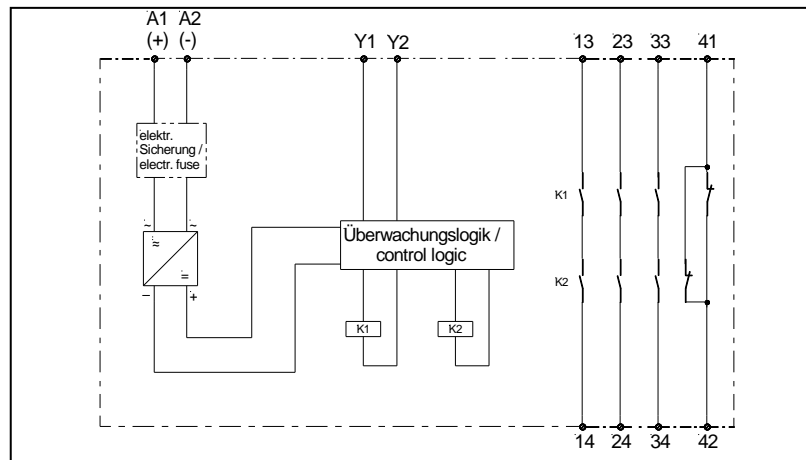 A1 A2
(+) (-) Y1 Y2 13 23 33 41
elektr.
Sicherung /
electr. fuse
K1
~ ~
≈
=
– +
Überwachungslogik /
control logic
K2
K1 K2
14 24 34 42